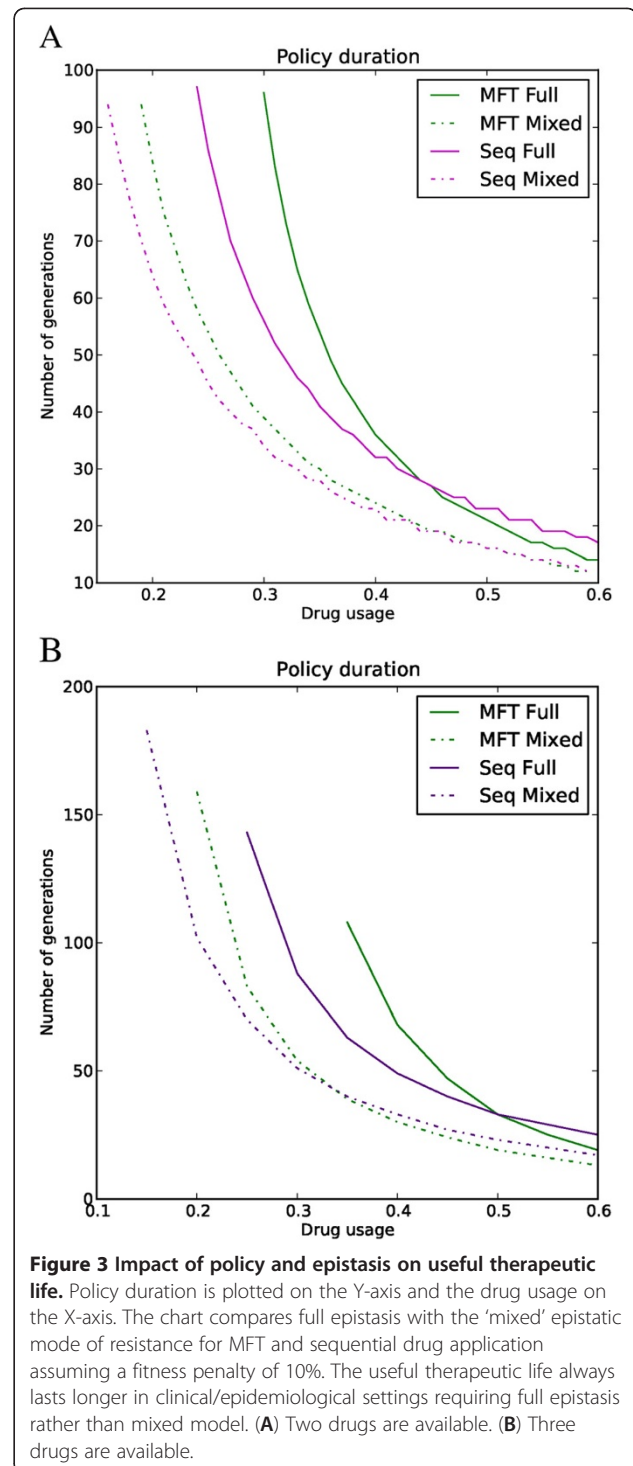 A
Policy duration
MFT Full
MFT Mixed
Seq Full
Seq Mixed
Number of generations
100
90
80
70
60
50
40
30
20
10
0.2
0.3
0.4
0.5
0.6
Drug usage
B
Policy duration
MFT Full
MFT Mixed
Seq Full
Seq Mixed
Number of generations
200
150
100
50
0
0.1
0.2
0.3
0.4
0.5
0.6
Drug usage
Figure 3 Impact of policy and epistasis on useful therapeutic
life. Policy duration is plotted on the Y-axis and the drug usage on
the X-axis. The chart compares full epistasis with the ‘mixed’ epistatic
mode of resistance for MFT and sequential drug application
assuming a fitness penalty of 10%. The useful therapeutic life always
lasts longer in clinical/epidemiological settings requiring full epistasis
rather than mixed model. (A) Two drugs are available. (B) Three
drugs are available.